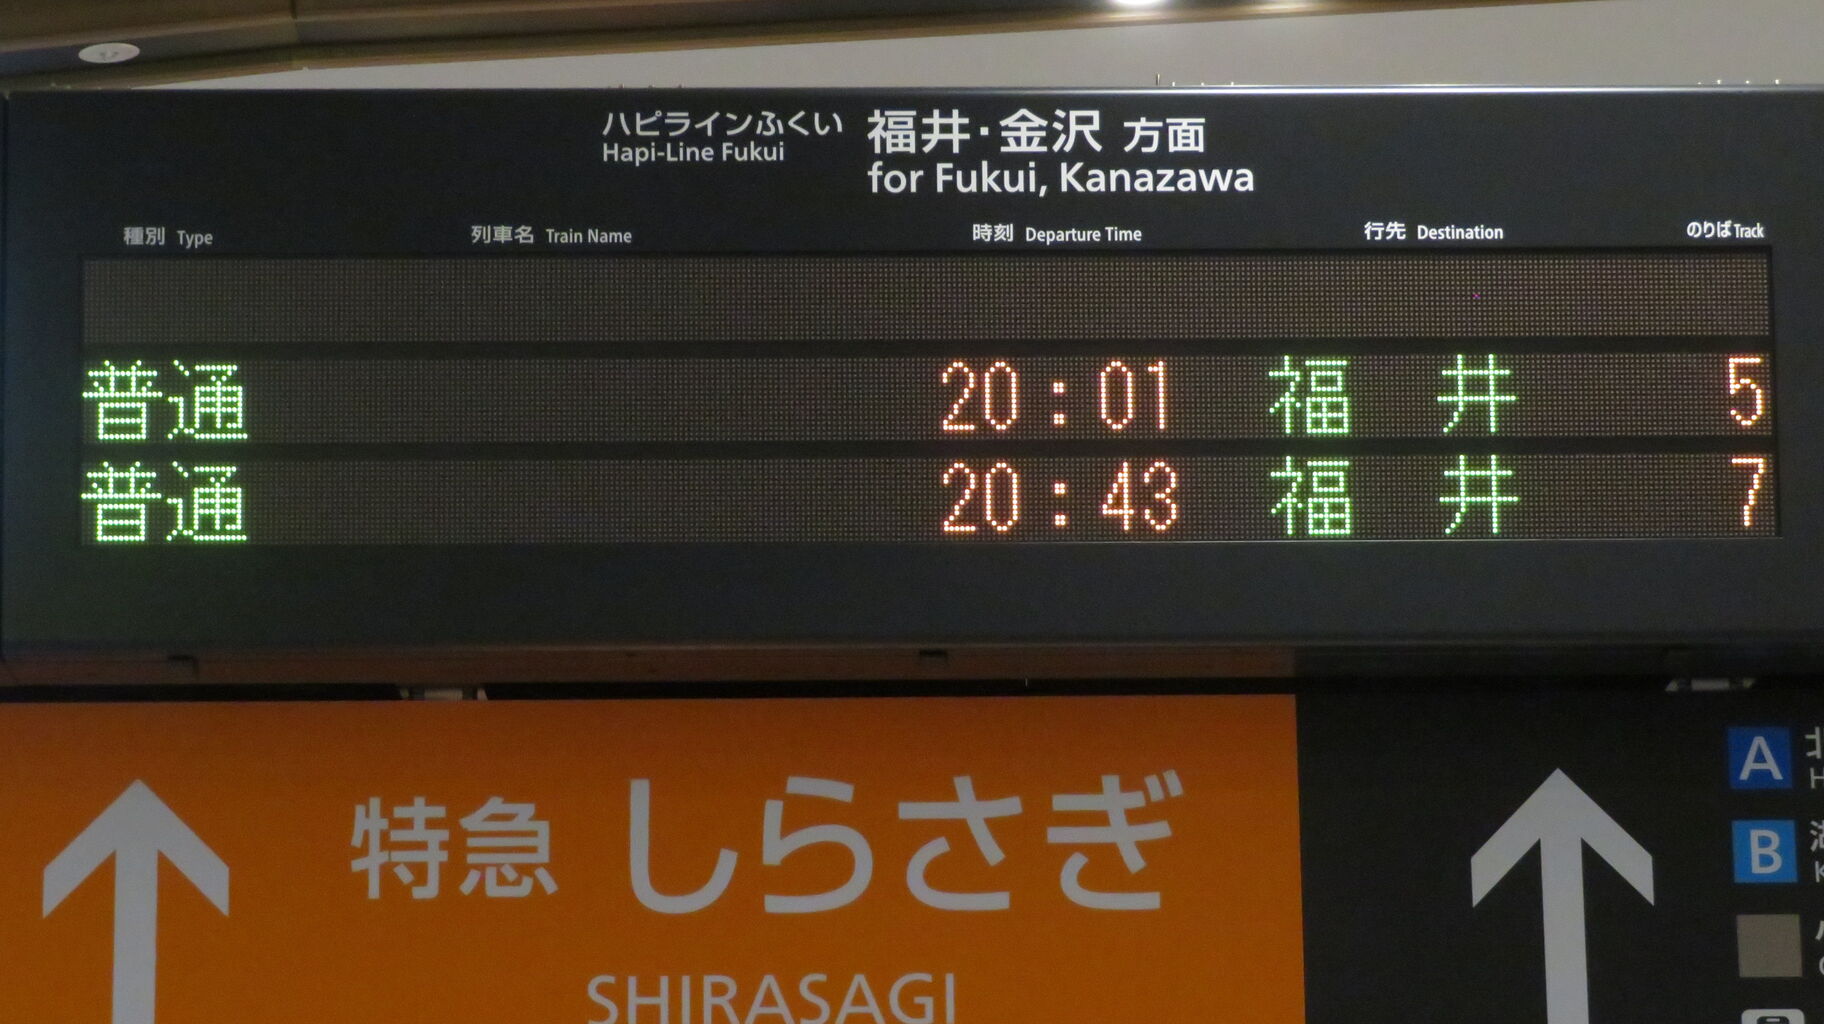 ハピラインふくい 福井・金沢 方面
Hapi-Line Fukui for Fukui, Kanazawa
種別 Type 列車名 Train Name 時刻 Departure Time 行先 Destination のりば Track
普通 20:01 福井 5
普通 20:43 福井 7
特急 しらさぎ
SHIRASAGI
A
B